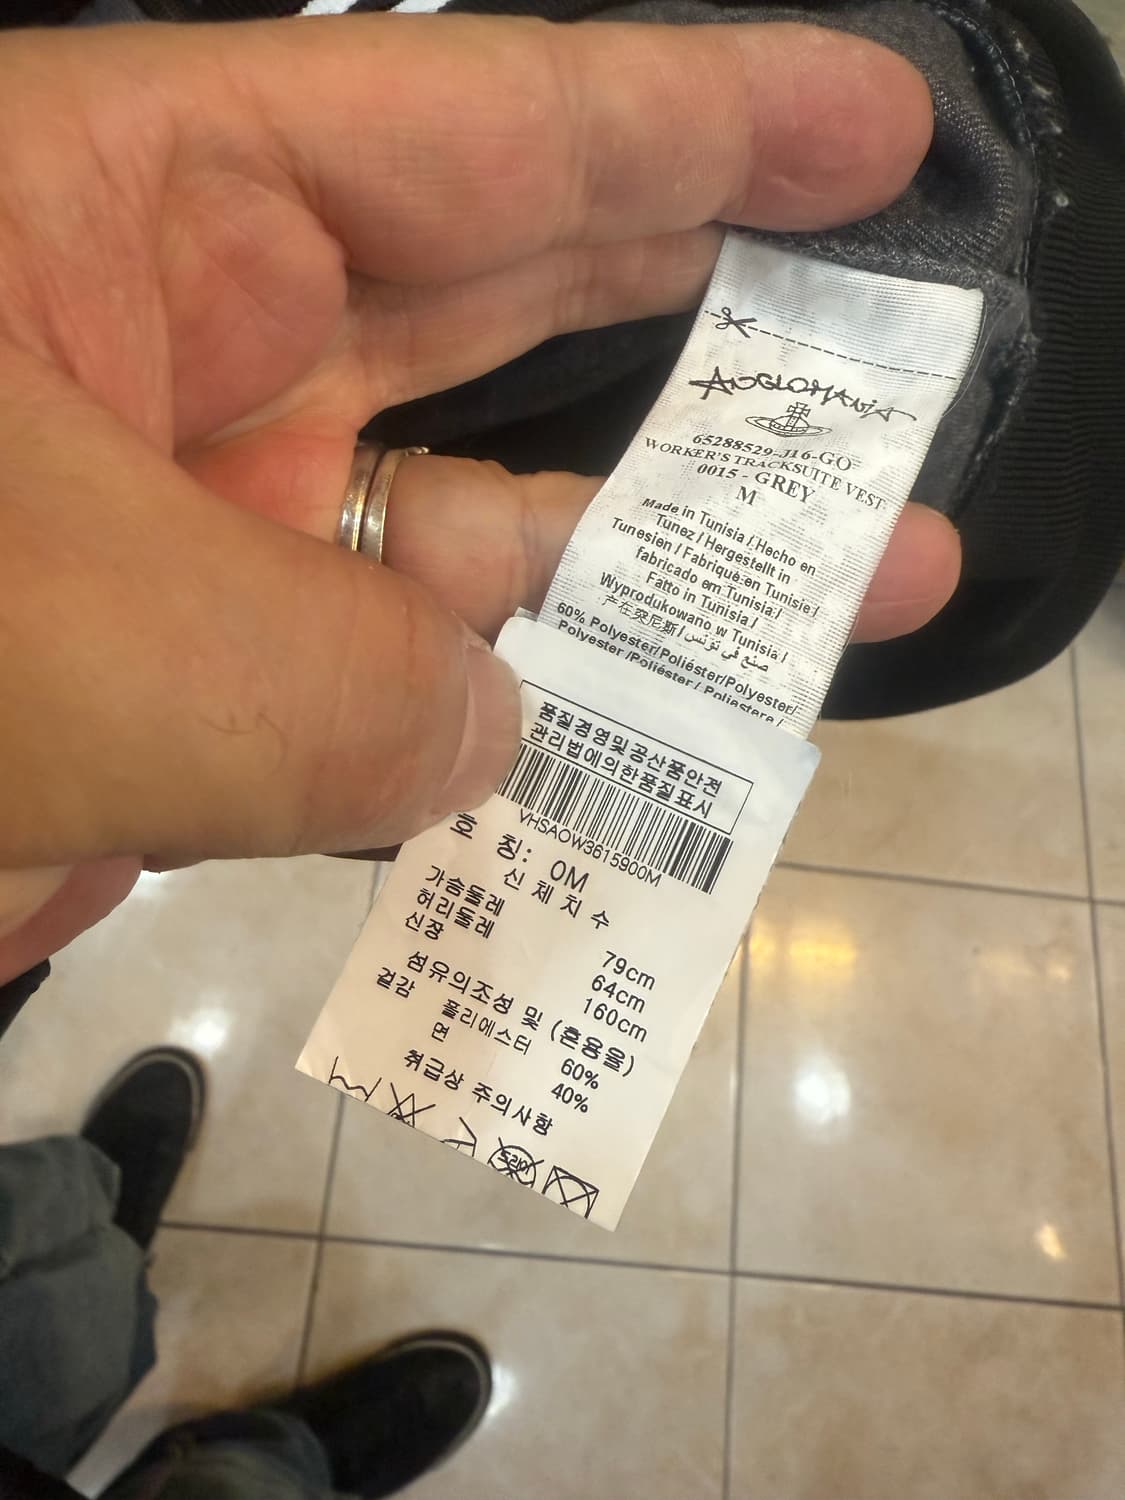 ANGLOMANIA
65288529-J16-GO
WORKER'S TRACKSUITE VEST
0015 - GREY
M
Made in Tunisia / Hecho en
Tunez / Hergestellt in
Tunesien / Fabriqué en Tunisie /
fabricado em Tunisia /
Fatto in Tunisia /
Wyprodukowano w Tunisia /
产在突尼斯/صنع في تونس
60% Polyester/Poliéster/Polyester/
Polyester /Poliéster / Poliestere /
품질경영및공산품안전
관리법에의한품질표시
VHSAOW3615900M
호 칭: 0M
신 체 치 수
가슴둘레 79cm
허리둘레 64cm
신장 160cm
섬유의조성 및 (혼용율)
겉감
폴리에스터 60%
면 40%
취급상 주의사항
드라이